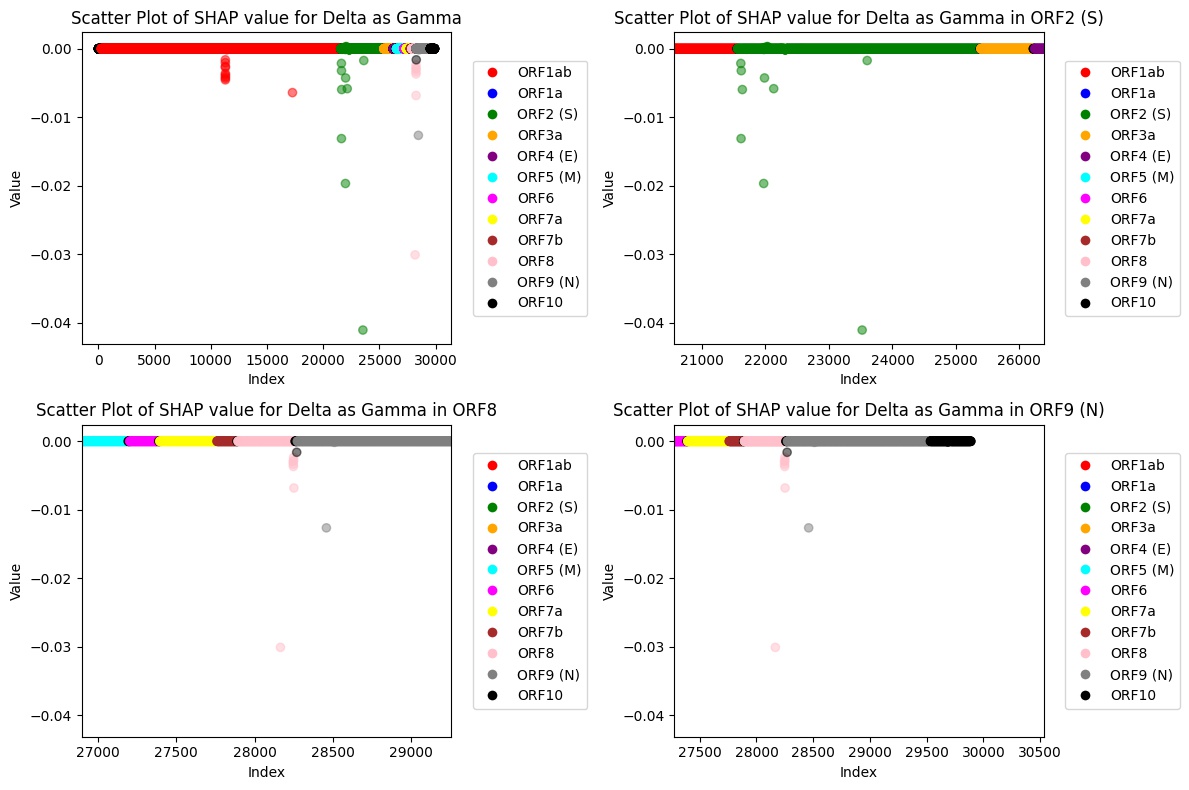 Scatter Plot of SHAP value for Delta as Gamma
0.00
−0.01
−0.02
−0.03
−0.04
Value
0
5000
10000
15000
20000
25000
30000
Index
ORF1ab
ORF1a
ORF2 (S)
ORF3a
ORF4 (E)
ORF5 (M)
ORF6
ORF7a
ORF7b
ORF8
ORF9 (N)
ORF10
Scatter Plot of SHAP value for Delta as Gamma in ORF2 (S)
0.00
−0.01
−0.02
−0.03
−0.04
Value
21000
22000
23000
24000
25000
26000
Index
ORF1ab
ORF1a
ORF2 (S)
ORF3a
ORF4 (E)
ORF5 (M)
ORF6
ORF7a
ORF7b
ORF8
ORF9 (N)
ORF10
Scatter Plot of SHAP value for Delta as Gamma in ORF8
0.00
−0.01
−0.02
−0.03
−0.04
Value
27000
27500
28000
28500
29000
Index
ORF1ab
ORF1a
ORF2 (S)
ORF3a
ORF4 (E)
ORF5 (M)
ORF6
ORF7a
ORF7b
ORF8
ORF9 (N)
ORF10
Scatter Plot of SHAP value for Delta as Gamma in ORF9 (N)
0.00
−0.01
−0.02
−0.03
−0.04
Value
27500
28000
28500
29000
29500
30000
30500
Index
ORF1ab
ORF1a
ORF2 (S)
ORF3a
ORF4 (E)
ORF5 (M)
ORF6
ORF7a
ORF7b
ORF8
ORF9 (N)
ORF10